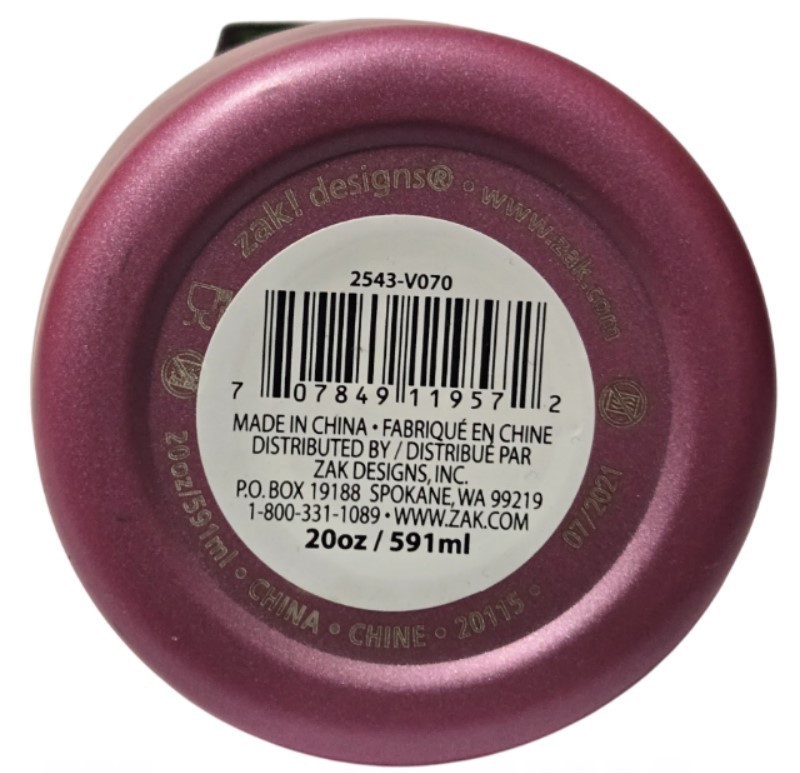 zak! designs® ∘ www.zak.com
2543-V070
7 07849 11957 2
MADE IN CHINA • FABRIQUÉ EN CHINE
DISTRIBUTED BY / DISTRIBUÉ PAR
ZAK DESIGNS, INC.
P.O. BOX 19188 SPOKANE, WA 99219
1-800-331-1089 • WWW.ZAK.COM
20oz / 591ml
20oz/591ml ∘ CHINA ∘ CHINE ∘ 20115 ∘ 07/2021